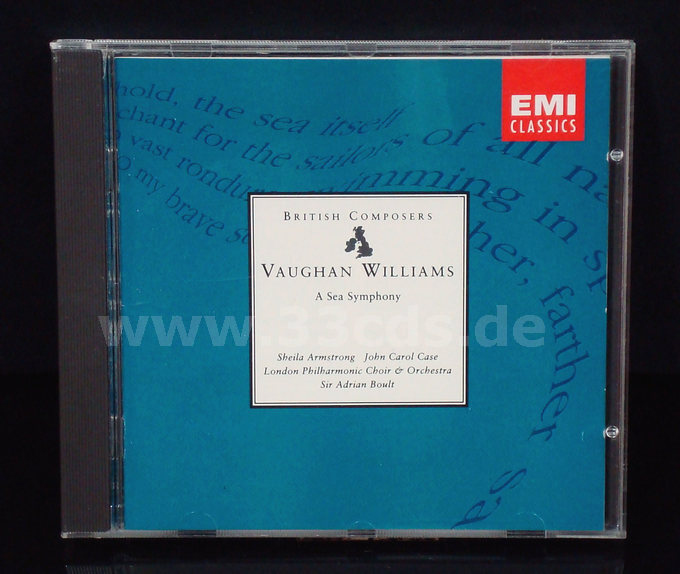 hold, the sea itself
chant for the sailors of all na
vast rondure swimming in sp
O my brave so
farther, farther sa
EMI
CLASSICS
BRITISH COMPOSERS
VAUGHAN WILLIAMS
A Sea Symphony
www.33cds.de
Sheila Armstrong John Carol Case
London Philharmonic Choir & Orchestra
Sir Adrian Boult